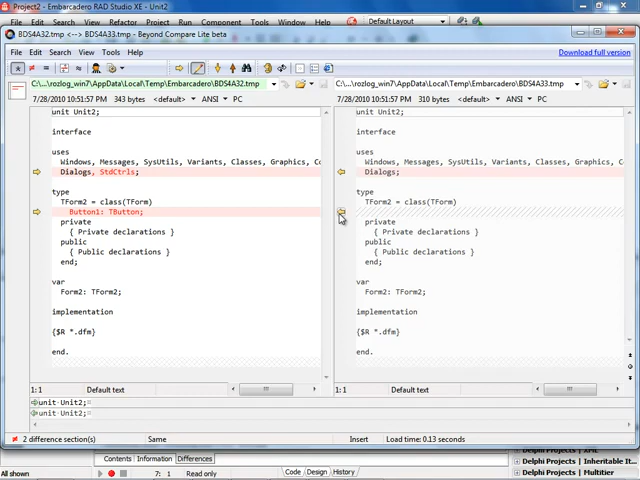 Project2 - Embarcadero RAD Studio XE
File Edit Search View Refactor Project Run Component Tools Window Help Default Layout
BDS4A32.tmp <--> BDS4A33.tmp - Beyond Compare Lite beta
File Edit Search View Tools Help Download full version
C:\...\rozlog_win7\AppData\Local\Temp\Embarcadero\BDS4A32.tmp C:\...\rozlog_win7\AppData\Local\Temp\Embarcadero\BDS4A33.tmp
7/28/2010 10:51:57 PM 343 bytes <default> ANSI PC 7/28/2010 10:51:57 PM 310 bytes <default> ANSI PC
unit Unit2;
interface
uses
Windows, Messages, SysUtils, Variants, Classes, Graphics, Co
Dialogs, StdCtrls;
type
TForm2 = class(TForm)
Button1: TButton;
private
{ Private declarations }
public
{ Public declarations }
end;
var
Form2: TForm2;
implementation
{$R *.dfm}
end.
unit Unit2;
interface
uses
Windows, Messages, SysUtils, Variants, Classes, Graphics, Co
Dialogs;
type
TForm2 = class(TForm)
private
{ Private declarations }
public
{ Public declarations }
end;
var
Form2: TForm2;
implementation
{$R *.dfm}
end.
1:1 Default text 1:1 Default text
unit·Unit2;
unit·Unit2;
2 difference section(s) Same Insert Load time: 0.13 seconds
Contents Information Differences
All shown 7: 1 Read only Code Design History
Delphi Projects | Inheritable It...
Delphi Projects | Multitier